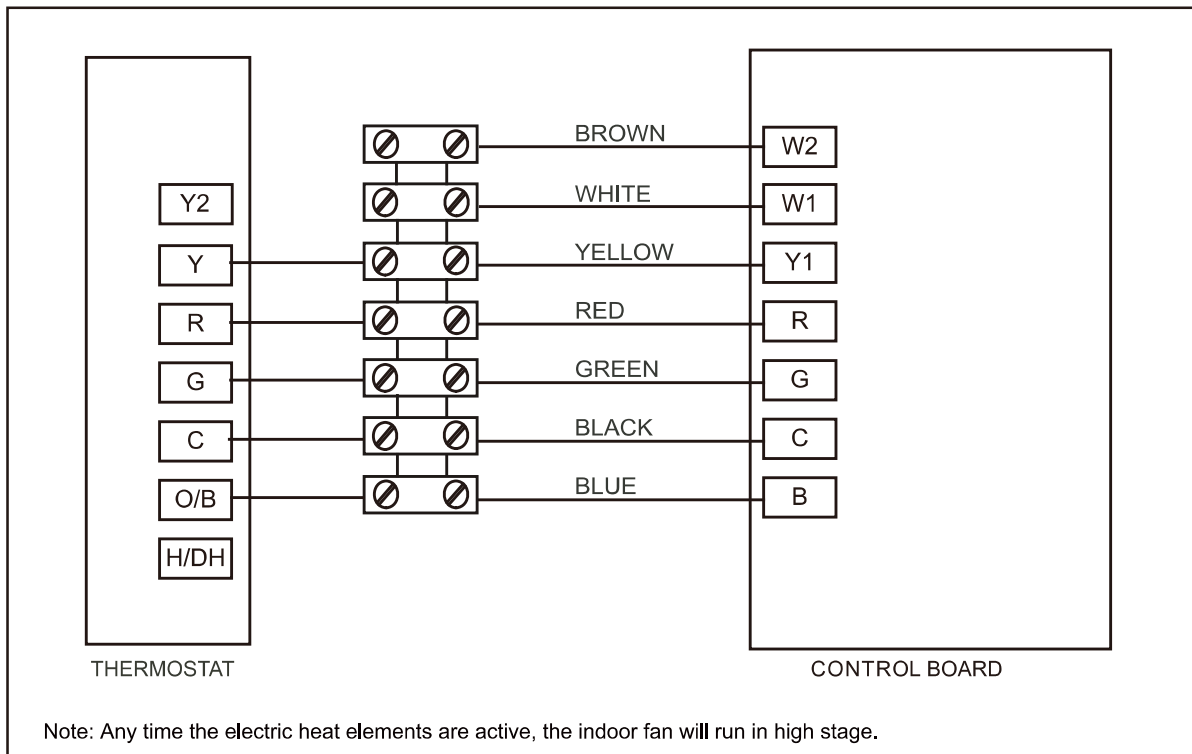 BROWN
W2
WHITE
Y2
W1
YELLOW
Y
Y1
RED
R
R
GREEN
G
G
BLACK
C
C
BLUE
O/B
B
H/DH
THERMOSTAT
CONTROL BOARD
Note: Any time the electric heat elements are active, the indoor fan will run in high stage.